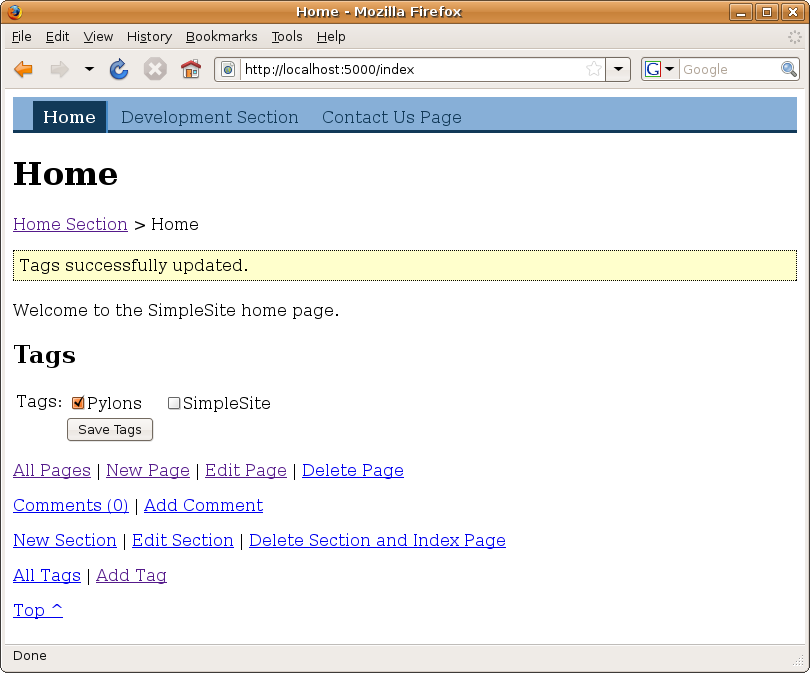 Home - Mozilla Firefox
File Edit View History Bookmarks Tools Help
http://localhost:5000/index G Google
Home Development Section Contact Us Page
Home
Home Section > Home
Tags successfully updated.
Welcome to the SimpleSite home page.
Tags
Tags: Pylons SimpleSite
Save Tags
All Pages | New Page | Edit Page | Delete Page
Comments (0) | Add Comment
New Section | Edit Section | Delete Section and Index Page
All Tags | Add Tag
Top ^
Done